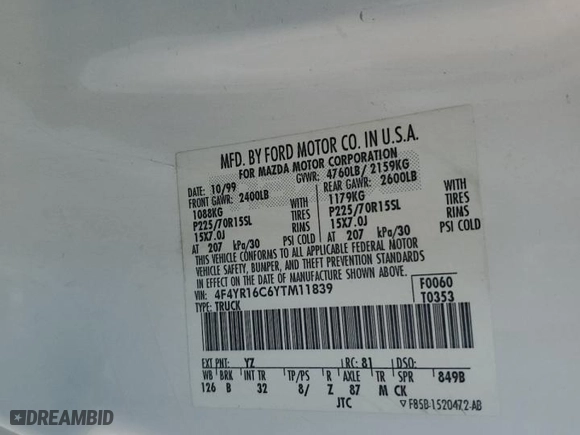 MFD. BY FORD MOTOR CO. IN U.S.A.
FOR MAZDA MOTOR CORPORATION
DATE: 10/99 GVWR: 4760LB/ 2159KG
FRONT GAWR: 2400LB REAR GAWR: 2600LB
1088KG WITH 1179KG WITH
P225/70R15SL TIRES P225/70R15SL TIRES
15X7.0J RIMS 15X7.0J RIMS
AT 207 kPa/30 PSI COLD AT 207 kPa/30 PSI COLD
THIS VEHICLE CONFORMS TO ALL APPLICABLE FEDERAL MOTOR
VEHICLE SAFETY, BUMPER, AND THEFT PREVENTION STANDARDS
IN EFFECT ON THE DATE OF MANUFACTURE SHOWN ABOVE.
VIN: 4F4YR16C6YTM11839 F0060
TYPE: TRUCK T0353
EXT PNT: YZ RC: 81 DSO:
WB BRK INT TR TP/PS R AXLE TR SPR 849B
126 B 32 8/ Z 87 M CK
JTC F85B-1520472-AB
DREAMBID